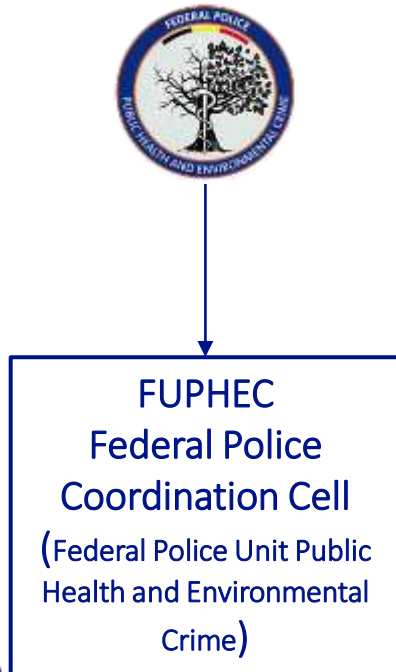 FEDERAL POLICE
PUBLIC HEALTH AND ENVIRONMENTAL CRIME
FUPHEC
Federal Police
Coordination Cell
(Federal Police Unit Public
Health and Environmental
Crime)